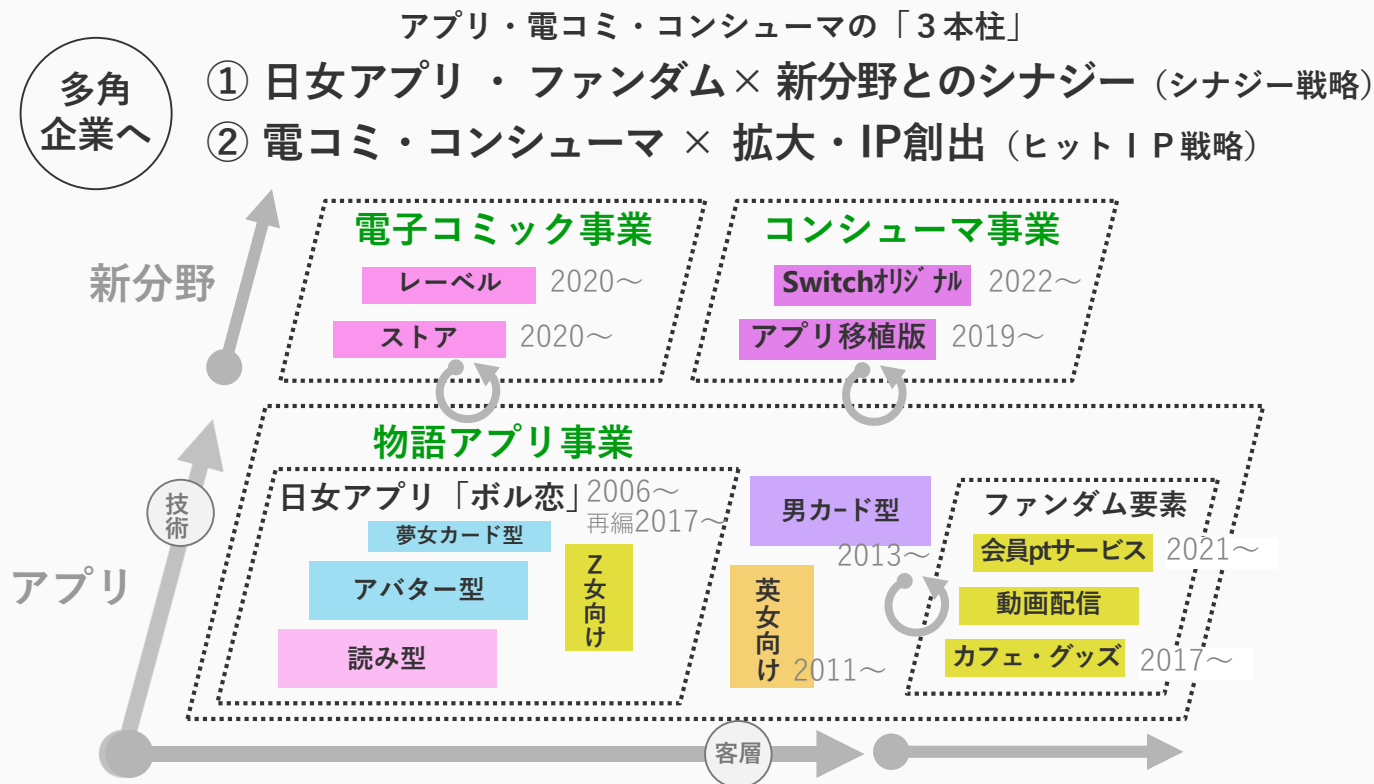 アプリ・電コミ・コンシューマの「３本柱」
多角
企業へ
① 日女アプリ ・ ファンダム× 新分野とのシナジー（シナジー戦略）
② 電コミ・コンシューマ × 拡大・IP創出（ヒットＩＰ戦略）
新分野
電子コミック事業
レーベル 2020～
ストア 2020～
コンシューマ事業
Switchｵﾘｼﾞﾅﾙ 2022～
アプリ移植版 2019～
アプリ
技術
物語アプリ事業
日女アプリ「ボル恋」 2006～
再編2017～
夢女カード型
アバター型
読み型
Z女向け
男カード型
2013～
英女向け
2011～
ファンダム要素
会員ptサービス 2021～
動画配信
カフェ・グッズ 2017～
客層